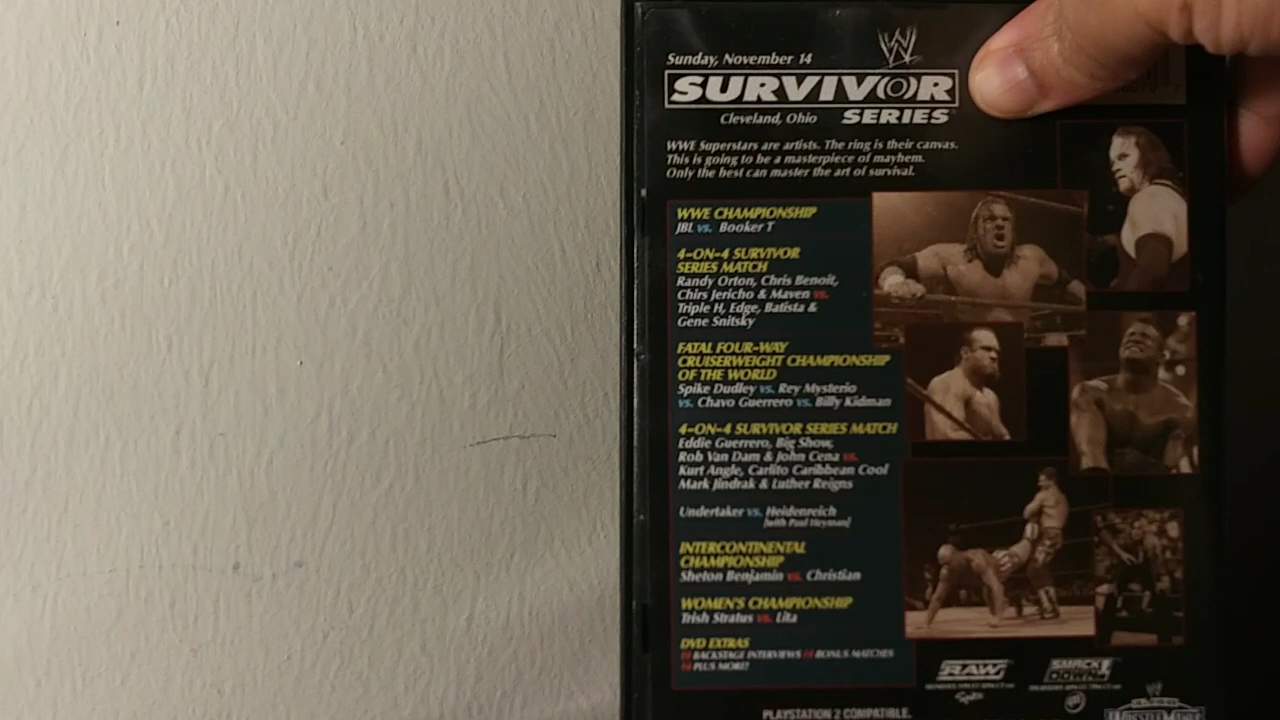 W
Sunday, November 14
SURVIVOR
Cleveland, Ohio SERIES
WWE Superstars are artists. The ring is their canvas.
This is going to be a masterpiece of mayhem.
Only the best can master the art of survival.
WWE CHAMPIONSHIP
JBL vs. Booker T
4-ON-4 SURVIVOR
SERIES MATCH
Randy Orton, Chris Benoit,
Chirs Jericho & Maven vs.
Triple H, Edge, Batista &
Gene Snitsky
FATAL FOUR-WAY
CRUISERWEIGHT CHAMPIONSHIP
OF THE WORLD
Spike Dudley vs. Rey Mysterio
vs. Chavo Guerrero vs. Billy Kidman
4-ON-4 SURVIVOR SERIES MATCH
Eddie Guerrero, Big Show,
Rob Van Dam & John Cena vs.
Kurt Angle, Carlito Caribbean Cool
Mark Jindrak & Luther Reigns
Undertaker vs. Heidenreich
[with Paul Heyman]
INTERCONTINENTAL
CHAMPIONSHIP
Shelton Benjamin vs. Christian
WOMEN'S CHAMPIONSHIP
Trish Stratus vs. Lita
DVD EXTRAS
BACKSTAGE INTERVIEWS BONUS MATCHES
PLUS MORE!
RAW
SMACK
DOWN!
Spike
PLAYSTATION 2 COMPATIBLE.
WRESTLEMANIA